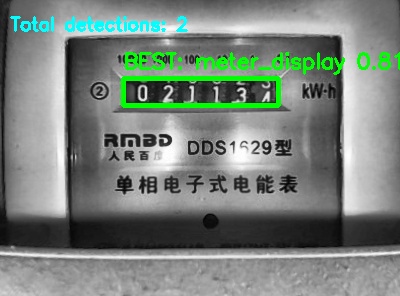 Total detections: 2
BEST: meter_display 0.81
② 021134 kW·h
RMBD
人民百度
DDS1629型
单相电子式电能表